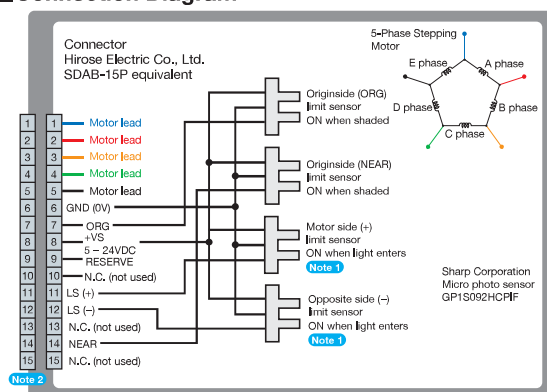 Connection Diagram
Connector
Hirose Electric Co., Ltd.
SDAB-15P equivalent
5-Phase Stepping
Motor
E phase
A phase
D phase
B phase
C phase
1 1 Motor lead
2 2 Motor lead
3 3 Motor lead
4 4 Motor lead
5 5 Motor lead
6 6 GND (0V)
7 7 ORG
8 8 +VS
5 – 24VDC
9 9 RESERVE
10 10 N.C. (not used)
11 11 LS (+)
12 12 LS (–)
13 13 N.C. (not used)
14 14 NEAR
15 15 N.C. (not used)
Note 2
Originside (ORG)
limit sensor
ON when shaded
Originside (NEAR)
limit sensor
ON when shaded
Motor side (+)
limit sensor
ON when light enters
Note 1
Opposite side (–)
limit sensor
ON when light enters
Note 1
Sharp Corporation
Micro photo sensor
GP1S092HCPIF